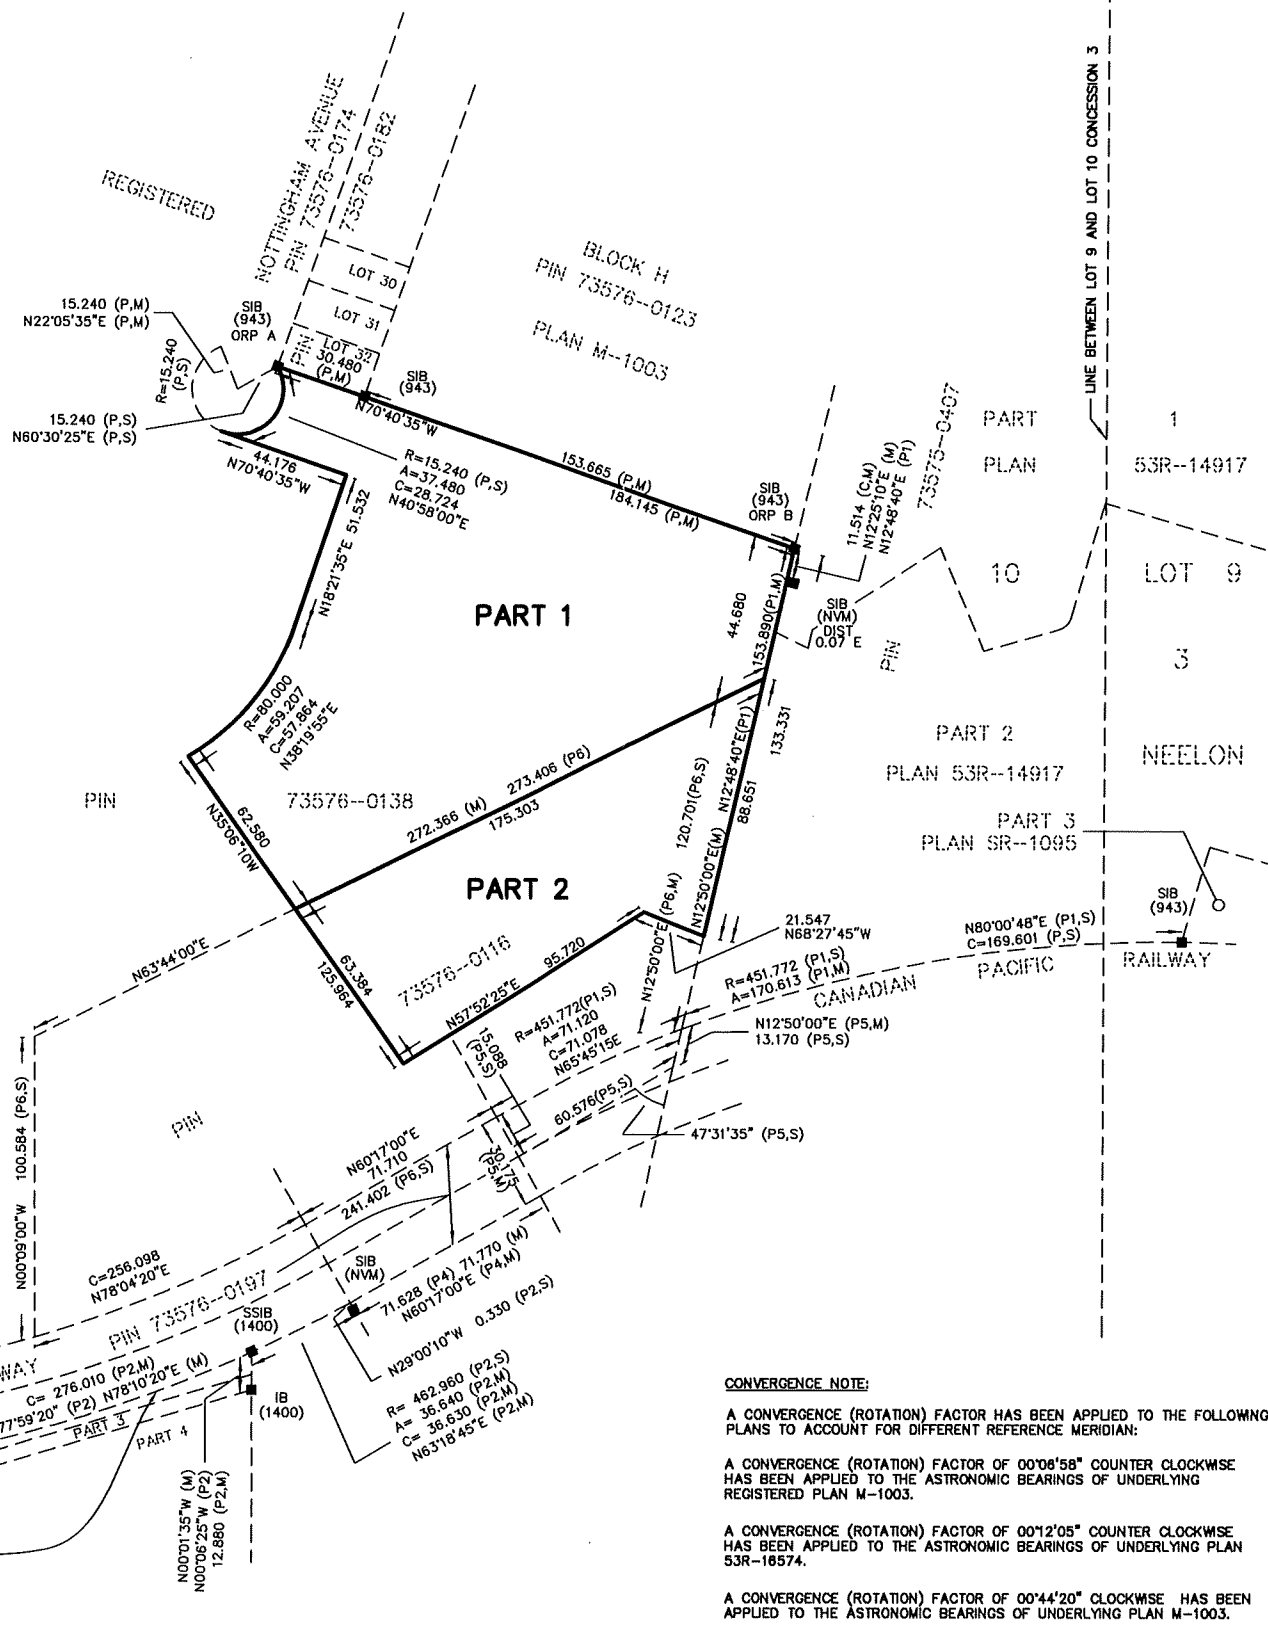 LINE BETWEEN LOT 9 AND LOT 10 CONCESSION 3
REGISTERED
NOTTINGHAM AVENUE
PIN 73576--0174
73576--0182
PIN
LOT 30
LOT 31
LOT 32
30.480
(P,M)
BLOCK H
PIN 73576--0123
PLAN M--1003
15.240 (P,M)
N22°05'35"E (P,M)
SIB
(943)
ORP A
R=15.240
(P,S)
SIB
(943)
N70°40'35"W
15.240 (P,S)
N60°30'25"E (P,S)
44.176
N70°40'35"W
R=15.240 (P,S)
A=37.480
C=28.724
N40°58'00"E
153.665 (P,M)
184.145 (P,M)
SIB
(943)
ORP B
11.514 (C,M)
N12°25'10"E (M)
N12°48'40"E (P1)
73575--0407
PIN
PART 1
PLAN 53R--14917
10 LOT 9
3
NEELON
N18°21'35"E 51.532
PART 1
44.680
153.890(P1,M)
SIB
(NVM)
DIST
0.07 E
R=80.000
A=59.207
C=57.864
N38°19'55"E
PART 2
PLAN 53R--14917
PART 3
PLAN SR--1095
PIN 73576--0138
62.580
N35°06'10W
272.366 (M) 273.406 (P6)
175.303
120.701(P6,S)
N12°48'40"E(P1)
N12°50'00"E(M)
133.331
88.651
PART 2
SIB
(943)
N63°44'00"E
63.384
125.964
73576--0116
95.720
N57°52'25"E
N12°50'00"E (P6,M)
21.547
N68°27'45"W
N80°00'48"E (P1,S)
C=169.601 (P,S)
R=451.772 (P1,S)
A=170.613 (P1,M)
CANADIAN PACIFIC RAILWAY
N12°50'00"E (P5,M)
13.170 (P5,S)
R=451.772(P1,S)
A=71.120
C=71.078
N65°45'15E
15.088
(P5,S)
60.576(P5,S)
47°31'35" (P5,S)
N00°09'00"W 100.584 (P6,S)
PIN
N60°17'00"E
71.710
241.402 (P6,S)
30.175
(P5,M)
C=256.098
N78°04'20"E
PIN 73576--0197
SIB
(NVM)
71.628 (P4) 71.770 (M)
N60°17'00"E (P4,M)
N29°00'10"W 0.330 (P2,S)
SSIB
(1400)
WAY
C= 276.010 (P2,M)
77°59'20" (P2) N78°10'20"E (M)
PART 3
PART 4
IB
(1400)
R= 462.960 (P2,S)
A= 36.640 (P2,M)
C= 36.630 (P2,M)
N63°18'45"E (P2,M)
N00°01'35"W (M)
N00°06'25"W (P2)
12.880 (P2,M)
CONVERGENCE NOTE:
A CONVERGENCE (ROTATION) FACTOR HAS BEEN APPLIED TO THE FOLLOWING
PLANS TO ACCOUNT FOR DIFFERENT REFERENCE MERIDIAN:
A CONVERGENCE (ROTATION) FACTOR OF 00°08'58" COUNTER CLOCKWISE
HAS BEEN APPLIED TO THE ASTRONOMIC BEARINGS OF UNDERLYING
REGISTERED PLAN M-1003.
A CONVERGENCE (ROTATION) FACTOR OF 00°12'05" COUNTER CLOCKWISE
HAS BEEN APPLIED TO THE ASTRONOMIC BEARINGS OF UNDERLYING PLAN
53R-16574.
A CONVERGENCE (ROTATION) FACTOR OF 00°44'20" CLOCKWISE HAS BEEN
APPLIED TO THE ASTRONOMIC BEARINGS OF UNDERLYING PLAN M-1003.